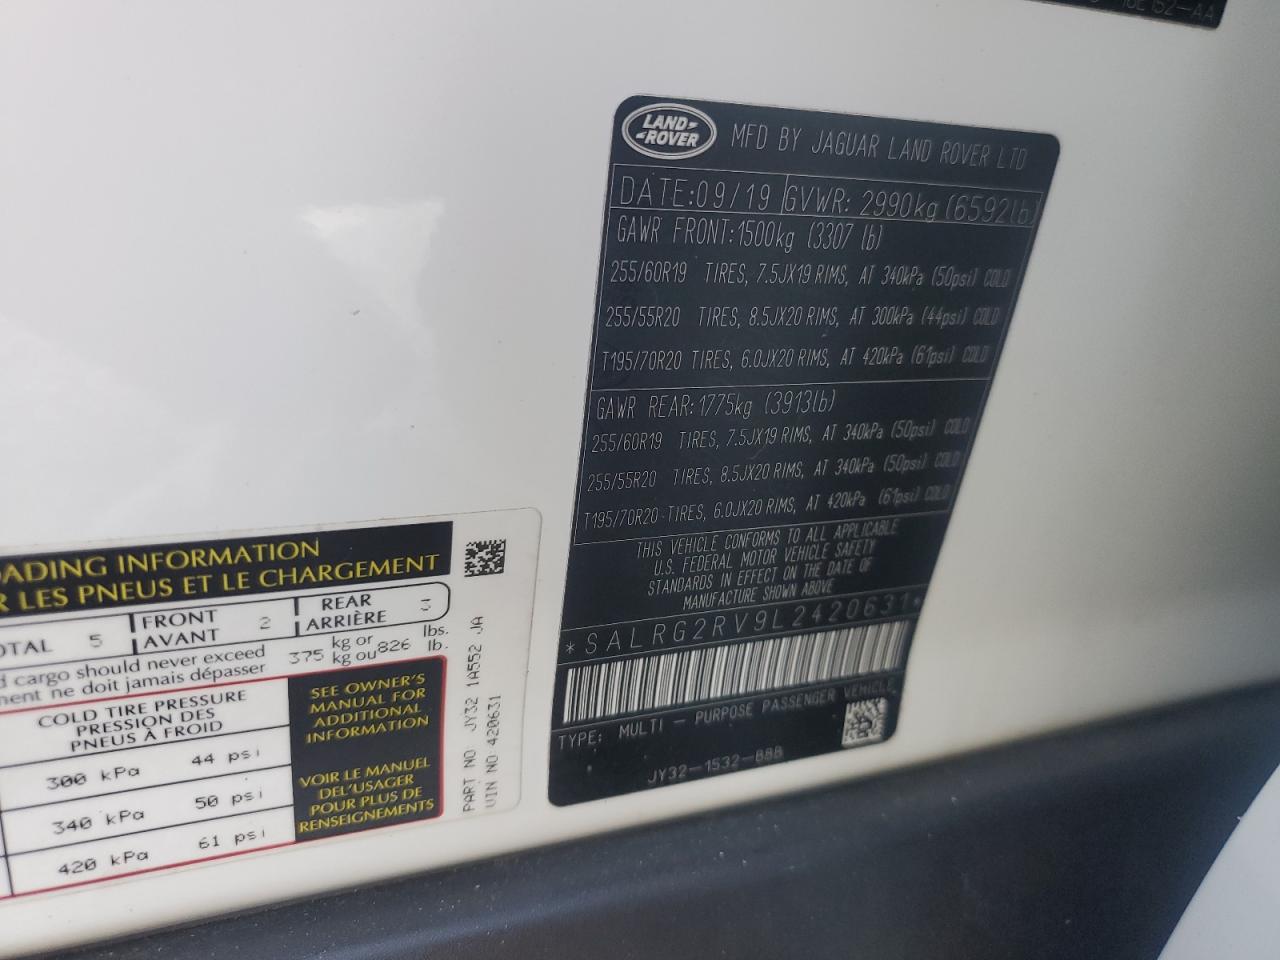 10E152-AA
LAND ROVER MFD BY JAGUAR LAND ROVER LTD
DATE:09/19 GVWR: 2990kg (6592lb
GAWR FRONT:1500kg (3307 lb)
255/60R19 TIRES, 7.5JX19 RIMS, AT 340kPa (50psi) COLD
255/55R20 TIRES, 8.5JX20 RIMS, AT 300kPa (44psi) COLD
T195/70R20 TIRES, 6.0JX20 RIMS, AT 420kPa (61psi) COLD
GAWR REAR:1775kg (3913lb)
255/60R19 TIRES, 7.5JX19 RIMS, AT 340kPa (50psi) COLD
255/55R20 TIRES, 8.5JX20 RIMS, AT 340kPa (50psi) COLD
T195/70R20 TIRES, 6.0JX20 RIMS, AT 420kPa (61psi) COLD
THIS VEHICLE CONFORMS TO ALL APPLICABLE
U.S. FEDERAL MOTOR VEHICLE SAFETY
STANDARDS IN EFFECT ON THE DATE OF
MANUFACTURE SHOWN ABOVE
*SALRG2RV9L2420631*
TYPE: MULTI - PURPOSE PASSENGER VEHICLE
JY32-1532-BBB
ADING INFORMATION
R LES PNEUS ET LE CHARGEMENT
OTAL 5 FRONT AVANT 2 REAR ARRIÈRE 3
d cargo should never exceed 375 kg or 826 lbs.
ment ne doit jamais dépasser kg ou lb.
COLD TIRE PRESSURE
PRESSION DES
PNEUS À FROID
300 kPa 44 psi
340 kPa 50 psi
420 kPa 61 psi
SEE OWNER'S
MANUAL FOR
ADDITIONAL
INFORMATION
VOIR LE MANUEL
DEL'USAGER
POUR PLUS DE
RENSEIGNEMENTS
PART NO JY32 1A552 JA
VIN NO 420631